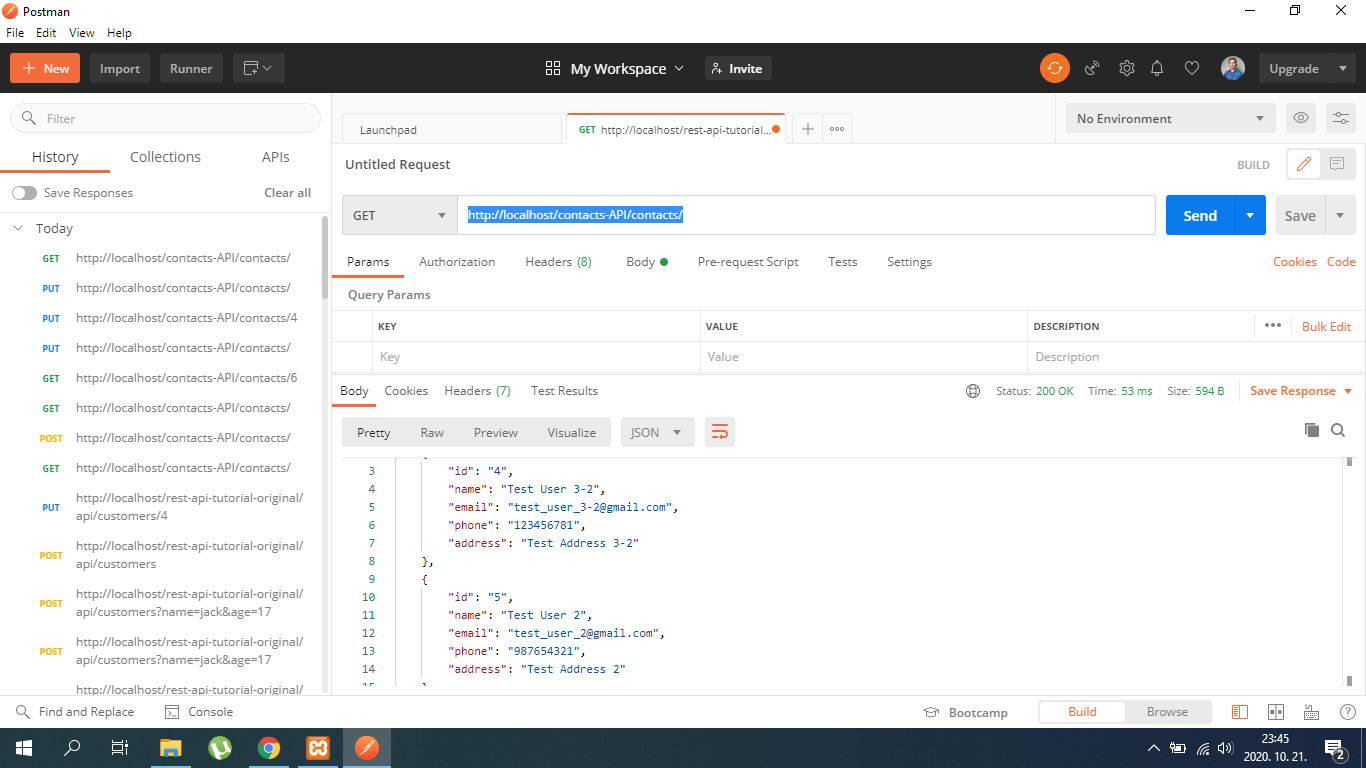 Postman
File Edit View Help
New Import Runner My Workspace Invite Upgrade
Filter
History Collections APIs
Save Responses Clear all
Today
GET http://localhost/contacts-API/contacts/
PUT http://localhost/contacts-API/contacts/
PUT http://localhost/contacts-API/contacts/4
PUT http://localhost/contacts-API/contacts/
GET http://localhost/contacts-API/contacts/6
GET http://localhost/contacts-API/contacts/
POST http://localhost/contacts-API/contacts/
GET http://localhost/contacts-API/contacts/
PUT http://localhost/rest-api-tutorial-original/
api/customers/4
POST http://localhost/rest-api-tutorial-original/
api/customers
POST http://localhost/rest-api-tutorial-original/
api/customers?name=jack&age=17
POST http://localhost/rest-api-tutorial-original/
api/customers?name=jack&age=17
http://localhost/rest-api-tutorial-original/
Launchpad GET http://localhost/rest-api-tutorial... No Environment
Untitled Request BUILD
GET http://localhost/contacts-API/contacts/ Send Save
Params Authorization Headers (8) Body Pre-request Script Tests Settings Cookies Code
Query Params
KEY VALUE DESCRIPTION Bulk Edit
Key Value Description
Body Cookies Headers (7) Test Results Status: 200 OK Time: 53 ms Size: 594 B Save Response
Pretty Raw Preview Visualize JSON
{
3 "id": "4",
4 "name": "Test User 3-2",
5 "email": "test_user_3-2@gmail.com",
6 "phone": "123456781",
7 "address": "Test Address 3-2"
8 },
9 {
10 "id": "5",
11 "name": "Test User 2",
12 "email": "test_user_2@gmail.com",
13 "phone": "987654321",
14 "address": "Test Address 2"
15 }
Find and Replace Console Bootcamp Build Browse
23:45
2020. 10. 21.
2